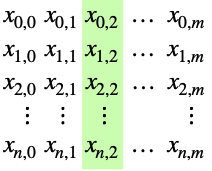 x0,0 x0,1 x0,2 … x0,m
x1,0 x1,1 x1,2 … x1,m
x2,0 x2,1 x2,2 … x2,m
⋮ ⋮ ⋮ ⋮
xn,0 xn,1 xn,2 … xn,m